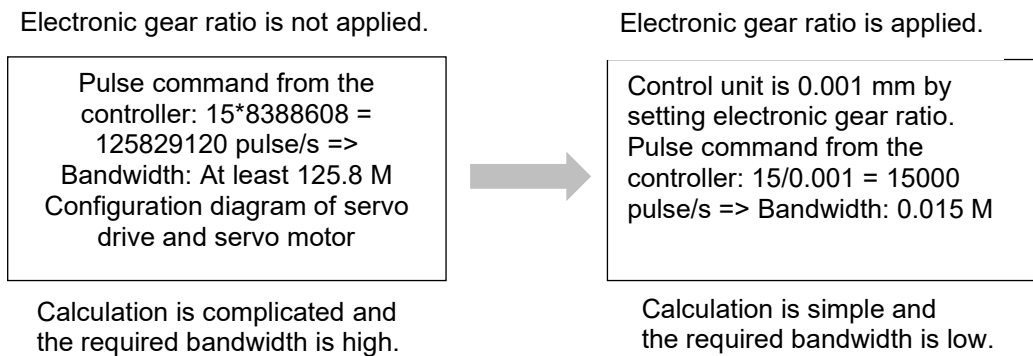 Electronic gear ratio is not applied.
Pulse command from the
controller: 15*8388608 =
125829120 pulse/s =>
Bandwidth: At least 125.8 M
Configuration diagram of servo
drive and servo motor
Calculation is complicated and
the required bandwidth is high.
Electronic gear ratio is applied.
Control unit is 0.001 mm by
setting electronic gear ratio.
Pulse command from the
controller: 15/0.001 = 15000
pulse/s => Bandwidth: 0.015 M
Calculation is simple and
the required bandwidth is low.